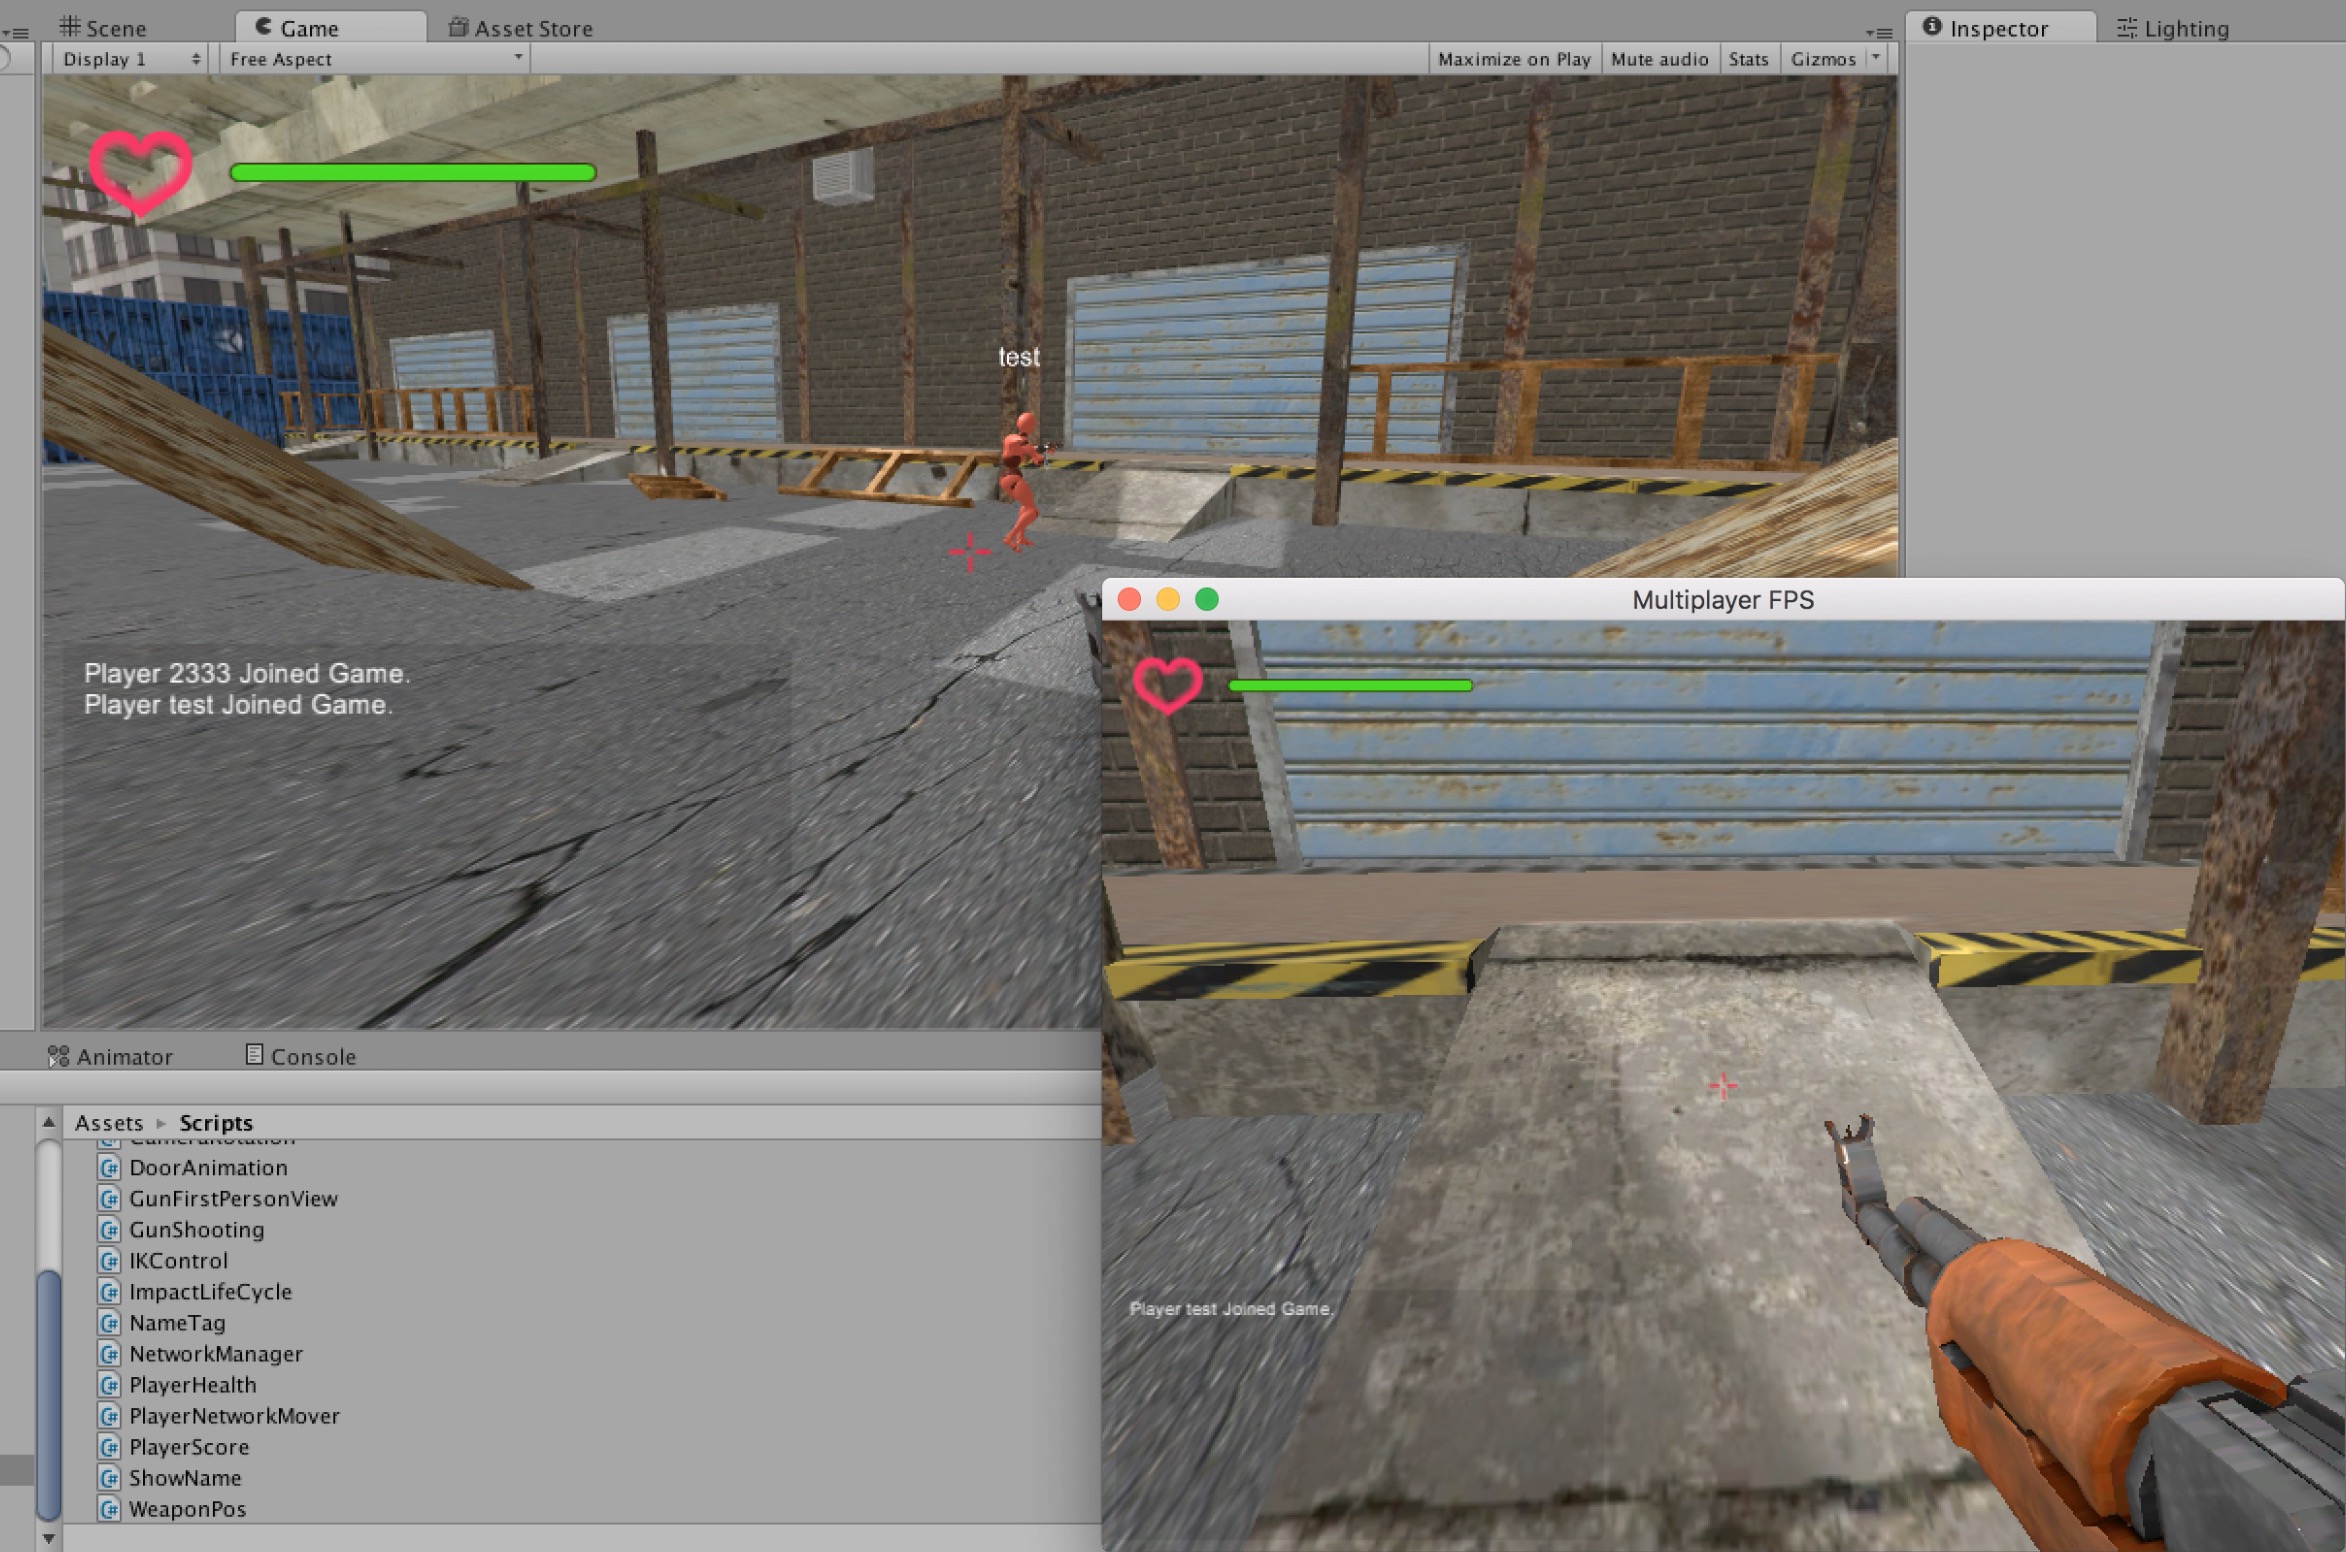 Scene
Game
Asset Store
Inspector
Lighting
Display 1
Free Aspect
Maximize on Play
Mute audio
Stats
Gizmos
test
Player 2333 Joined Game.
Player test Joined Game.
Multiplayer FPS
Player test Joined Game.
Animator
Console
Assets
Scripts
CameraRotation
DoorAnimation
GunFirstPersonView
GunShooting
IKControl
ImpactLifeCycle
NameTag
NetworkManager
PlayerHealth
PlayerNetworkMover
PlayerScore
ShowName
WeaponPos